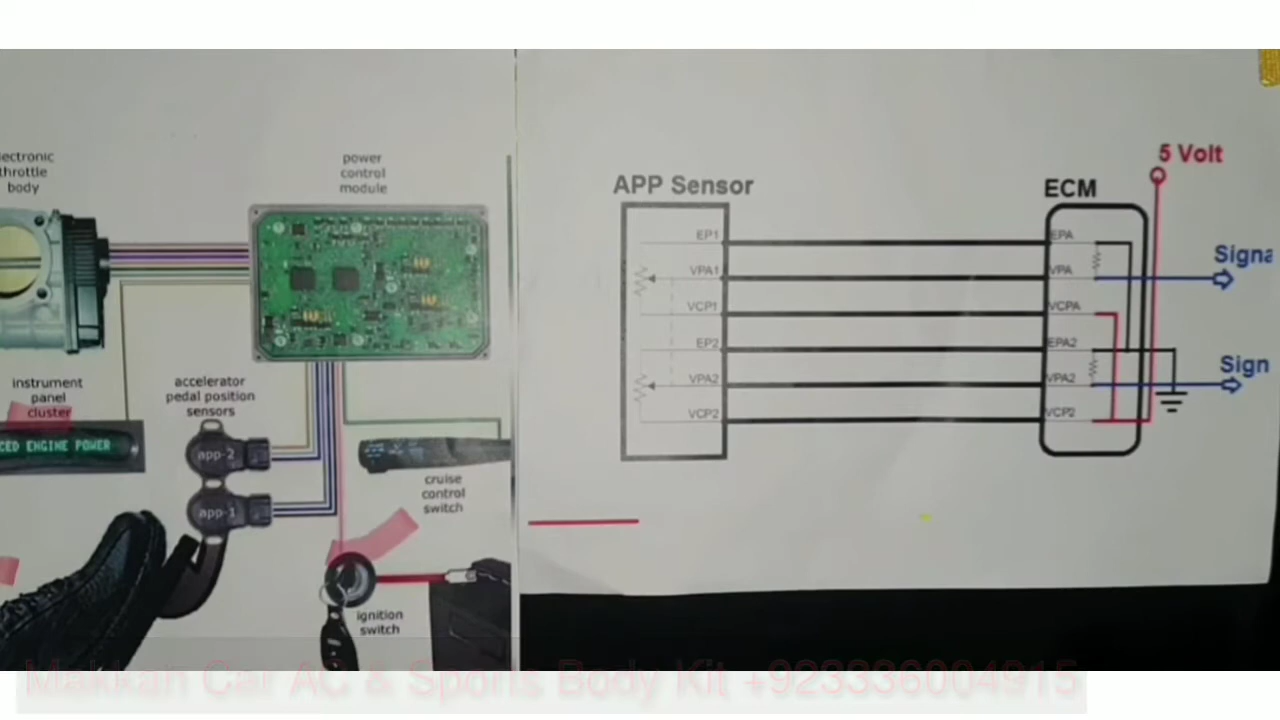 lectronic
throttle
body
power
control
module
instrument
panel
cluster
CED ENGINE POWER
accelerator
pedal position
sensors
app-2
app-1
cruise
control
switch
ignition
switch
APP Sensor
EP1
VPA1
VCP1
EP2
VPA2
VCP2
ECM
EPA
VPA
VCPA
EPA2
VPA2
VCP2
5 Volt
Signa
Sign
Makkah Car AC & Sports Body Kit +923336004915